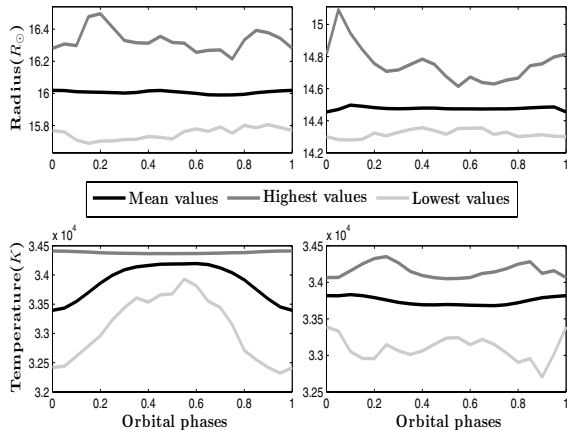 16.4
16.2
16
15.8
0 0.2 0.4 0.6 0.8 1
Radius(R⊙)
15
14.8
14.6
14.4
14.2
0 0.2 0.4 0.6 0.8 1
Mean values Highest values Lowest values
x 10⁴
3.45
3.4
3.35
3.3
3.25
3.2
0 0.2 0.4 0.6 0.8 1
Temperature(K)
Orbital phases
x 10⁴
3.45
3.4
3.35
3.3
3.25
3.2
0 0.2 0.4 0.6 0.8 1
Orbital phases